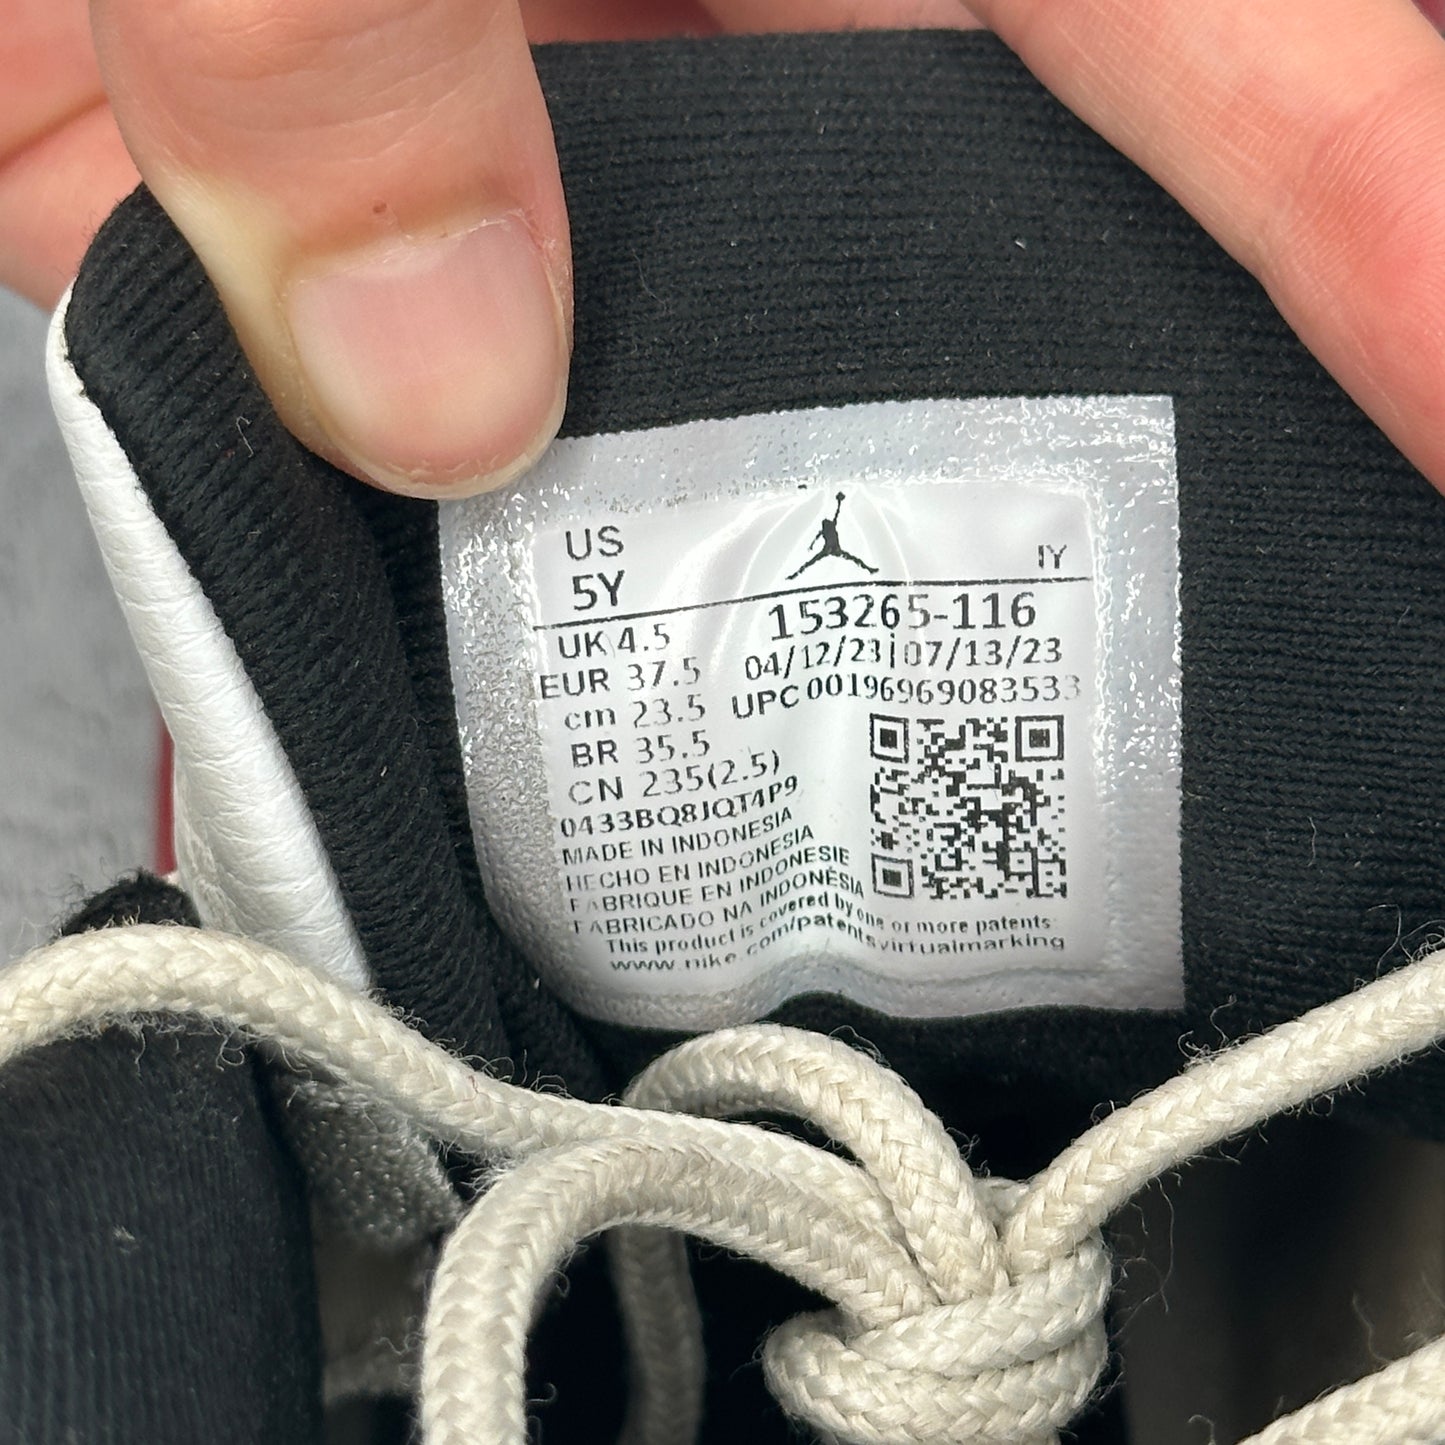 US
5Y
IY
UK 4.5
EUR 37.5
cm 23.5
BR 35.5
CN 235(2.5)
153265-116
04/12/23|07/13/23
UPC 00196969083533
0433BQ8JQT4P9
MADE IN INDONESIA
HECHO EN INDONESIA
FABRIQUE EN INDONESIE
FABRICADO NA INDONÉSIA
This product is covered by one or more patents
www.nike.com/patentsvirtualmarking